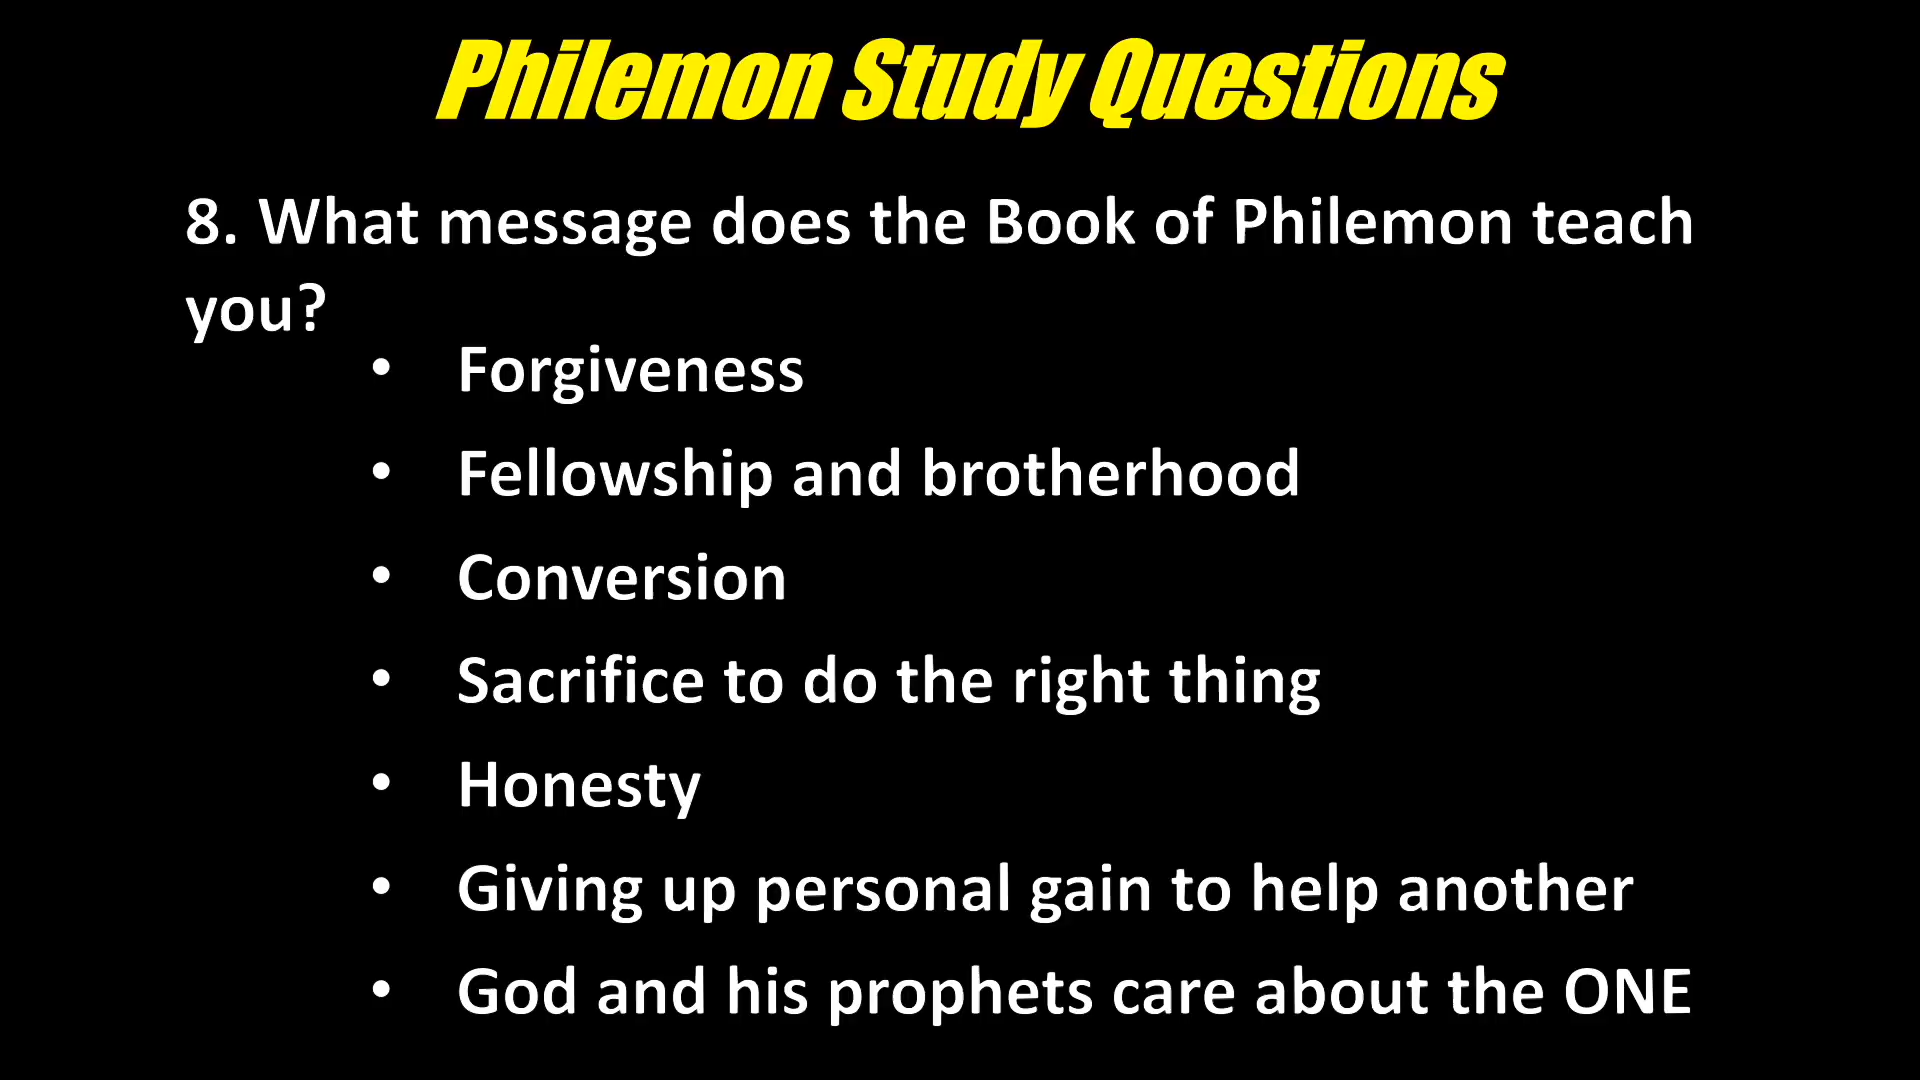 Philemon Study Questions
8. What message does the Book of Philemon teach
you?
• Forgiveness
• Fellowship and brotherhood
• Conversion
• Sacrifice to do the right thing
• Honesty
• Giving up personal gain to help another
• God and his prophets care about the ONE